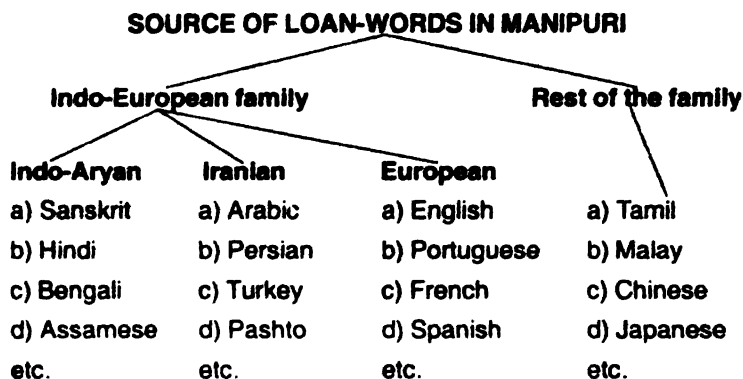 SOURCE OF LOAN-WORDS IN MANIPURI
Indo-European family Rest of the family
Indo-Aryan Iranian European
a) Sanskrit a) Arabic a) English a) Tamil
b) Hindi b) Persian b) Portuguese b) Malay
c) Bengali c) Turkey c) French c) Chinese
d) Assamese d) Pashto d) Spanish d) Japanese
etc. etc. etc. etc.